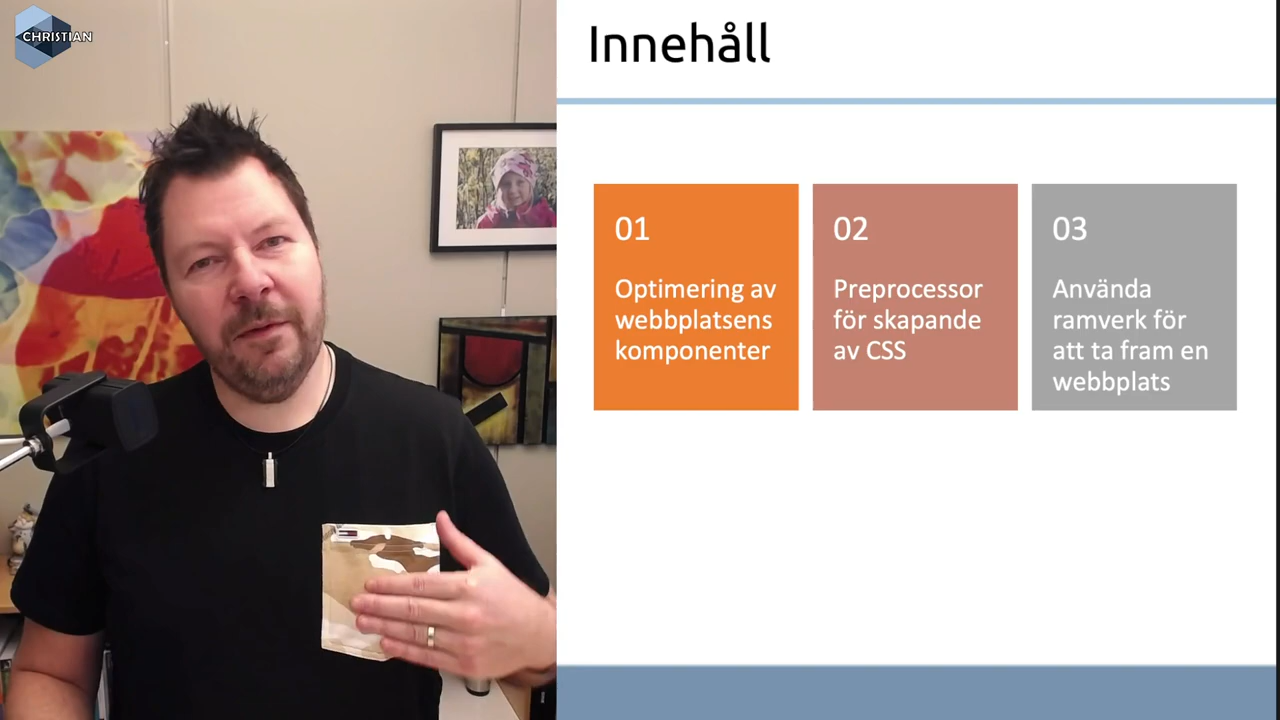 CHRISTIAN
Innehåll
01
Optimering av
webbplatsens
komponenter
02
Preprocessor
för skapande
av CSS
03
Använda
ramverk för
att ta fram en
webbplats